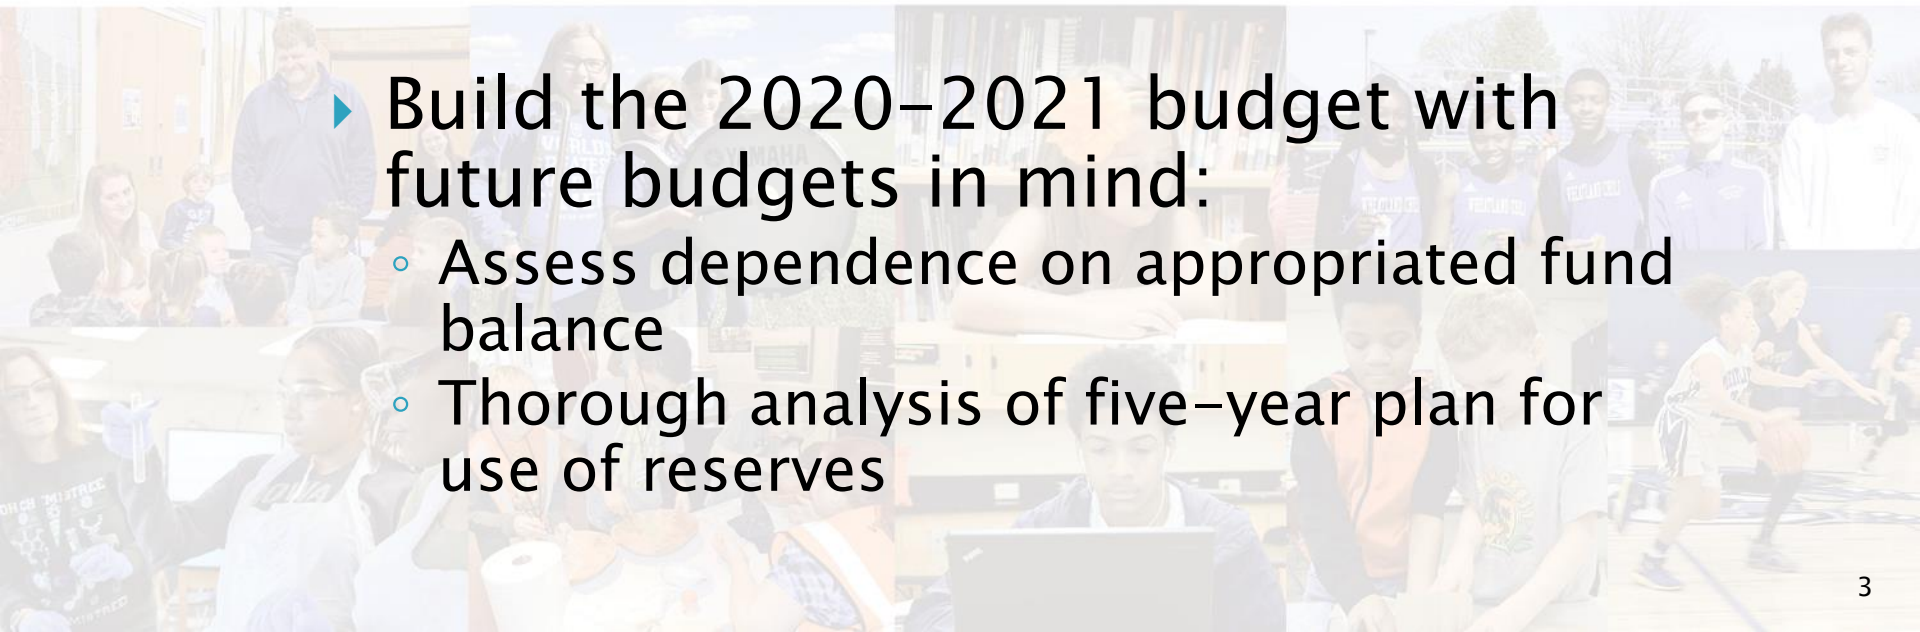 Build the 2020-2021 budget with
future budgets in mind:
Assess dependence on appropriated fund
balance
Thorough analysis of five-year plan for
use of reserves
YAMAHA
3